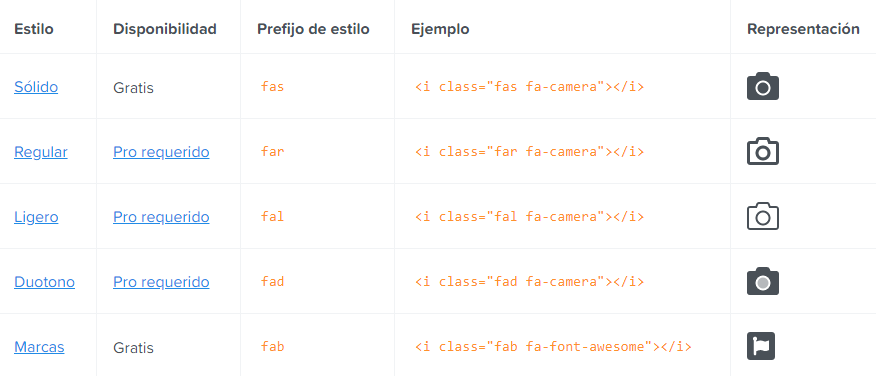 Estilo Disponibilidad Prefijo de estilo Ejemplo Representación
Sólido Gratis fas <i class="fas fa-camera"></i>
Regular Pro requerido far <i class="far fa-camera"></i>
Ligero Pro requerido fal <i class="fal fa-camera"></i>
Duotono Pro requerido fad <i class="fad fa-camera"></i>
Marcas Gratis fab <i class="fab fa-font-awesome"></i>